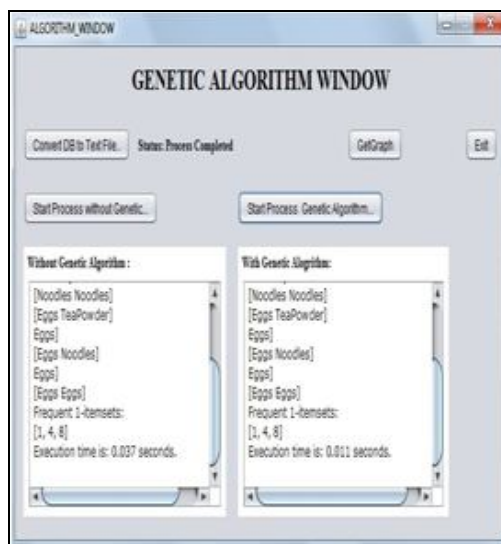 ALGORITHM_WINDOW
GENETIC ALGORITHM WINDOW
Convert DB to Text File.. Status: Process Completed GetGraph Exit
Start Process without Genetic... Start Process Genetic Algorithm...
Without Genetic Algorithm :
[Noodles Noodles]
[Eggs TeaPowder]
Eggs]
[Eggs Noodles]
Eggs]
[Eggs Eggs]
Frequent 1-itemsets:
[1, 4, 8]
Execution time is: 0.037 seconds.
With Genetic Alogrithm:
[Noodles Noodles]
[Eggs TeaPowder]
Eggs]
[Eggs Noodles]
Eggs]
[Eggs Eggs]
Frequent 1-itemsets:
[1, 4, 8]
Execution time is: 0.011 seconds.